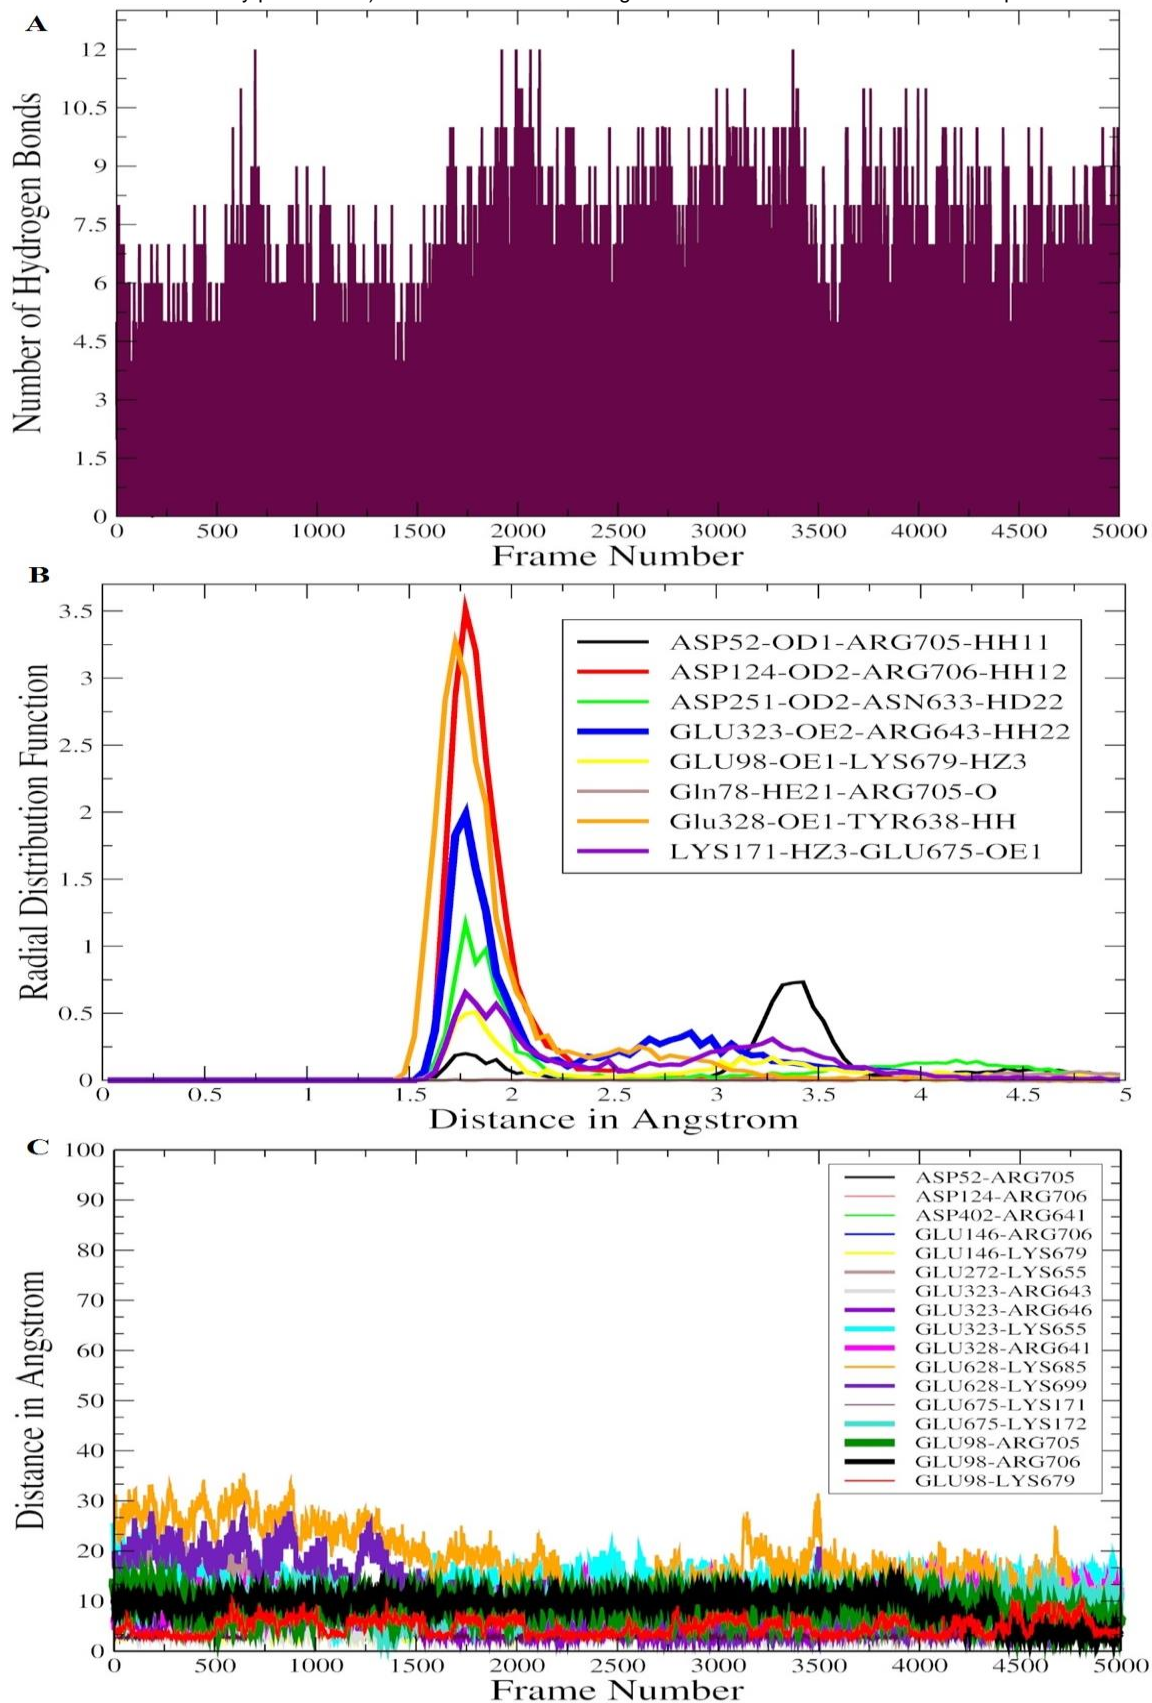 A
12
10.5
9
7.5
6
4.5
3
1.5
0
Number of Hydrogen Bonds
0 500 1000 1500 2000 2500 3000 3500 4000 4500 5000
Frame Number
B
3.5
3
2.5
2
1.5
1
0.5
0
Radial Distribution Function
ASP52-OD1-ARG705-HH11
ASP124-OD2-ARG706-HH12
ASP251-OD2-ASN633-HD22
GLU323-OE2-ARG643-HH22
GLU98-OE1-LYS679-HZ3
Gln78-HE21-ARG705-O
Glu328-OE1-TYR638-HH
LYS171-HZ3-GLU675-OE1
0 0.5 1 1.5 2 2.5 3 3.5 4 4.5 5
Distance in Angstrom
C
100
90
80
70
60
50
40
30
20
10
0
Distance in Angstrom
ASP52-ARG705
ASP124-ARG706
ASP402-ARG641
GLU146-ARG706
GLU146-LYS679
GLU272-LYS655
GLU323-ARG643
GLU323-ARG646
GLU323-LYS655
GLU328-ARG641
GLU628-LYS685
GLU628-LYS699
GLU675-LYS171
GLU675-LYS172
GLU98-ARG705
GLU98-ARG706
GLU98-LYS679
0 500 1000 1500 2000 2500 3000 3500 4000 4500 5000
Frame Number